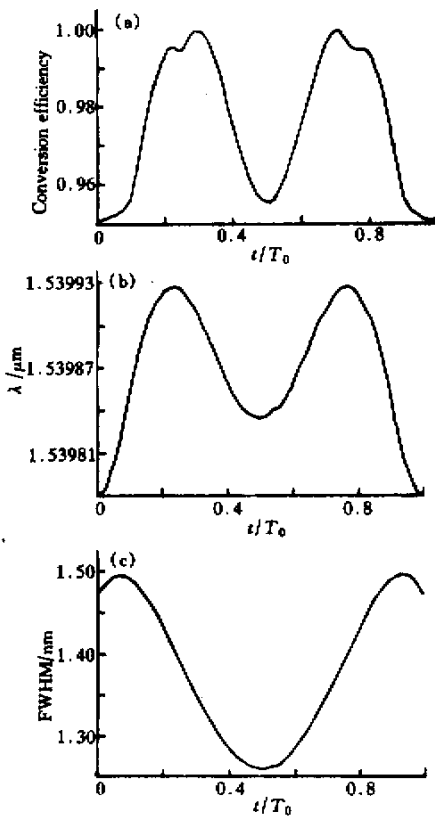 (a)
1.00
0.98
0.96
Conversion efficiency
0 0.4 0.8
t/T₀
(b)
1.53993
1.53987
1.53981
λ/μm
0 0.4 0.8
t/T₀
(c)
1.50
1.40
1.30
FWHM/nm
0 0.4 0.8
t/T₀